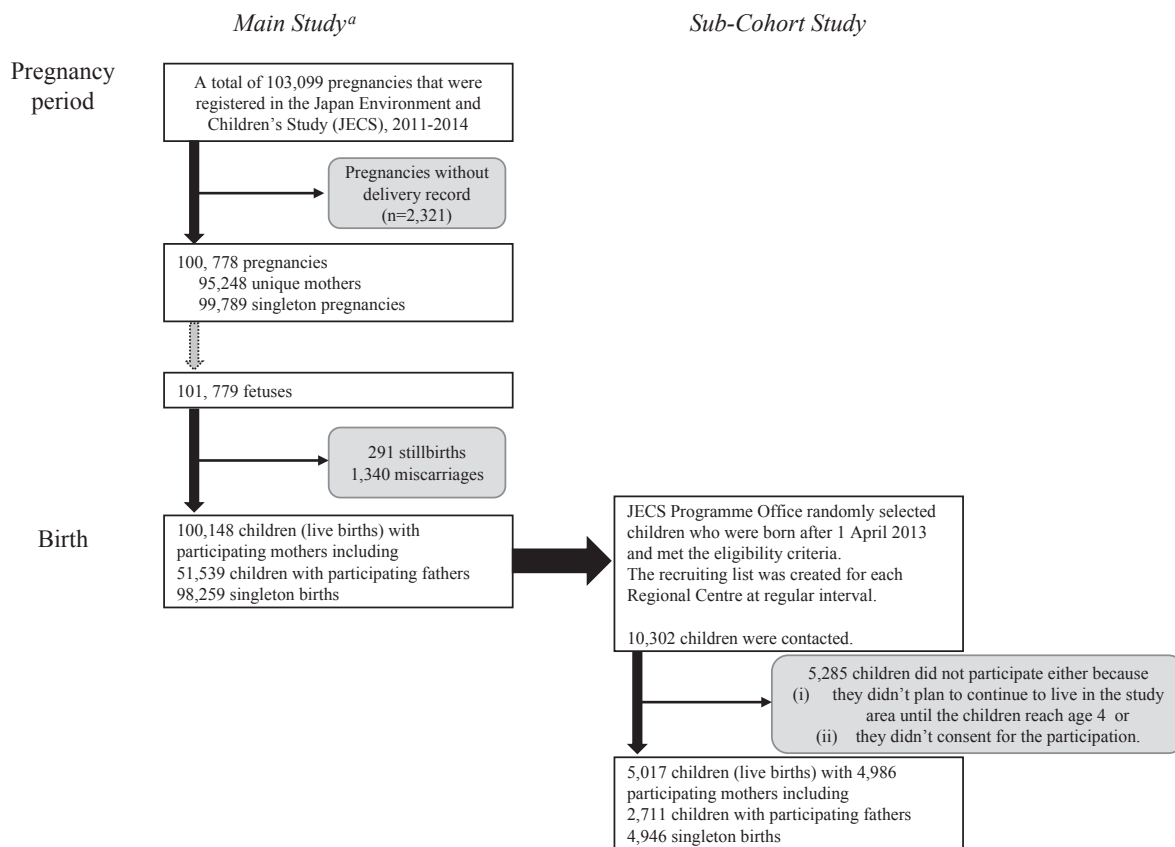 Main Studyᵃ
Sub-Cohort Study
Pregnancy
period
A total of 103,099 pregnancies that were
registered in the Japan Environment and
Children’s Study (JECS), 2011-2014
Pregnancies without
delivery record
(n=2,321)
100, 778 pregnancies
95,248 unique mothers
99,789 singleton pregnancies
101, 779 fetuses
291 stillbirths
1,340 miscarriages
Birth
100,148 children (live births) with
participating mothers including
51,539 children with participating fathers
98,259 singleton births
JECS Programme Office randomly selected
children who were born after 1 April 2013
and met the eligibility criteria.
The recruiting list was created for each
Regional Centre at regular interval.
10,302 children were contacted.
5,285 children did not participate either because
(i) they didn’t plan to continue to live in the study
area until the children reach age 4 or
(ii) they didn’t consent for the participation.
5,017 children (live births) with 4,986
participating mothers including
2,711 children with participating fathers
4,946 singleton births